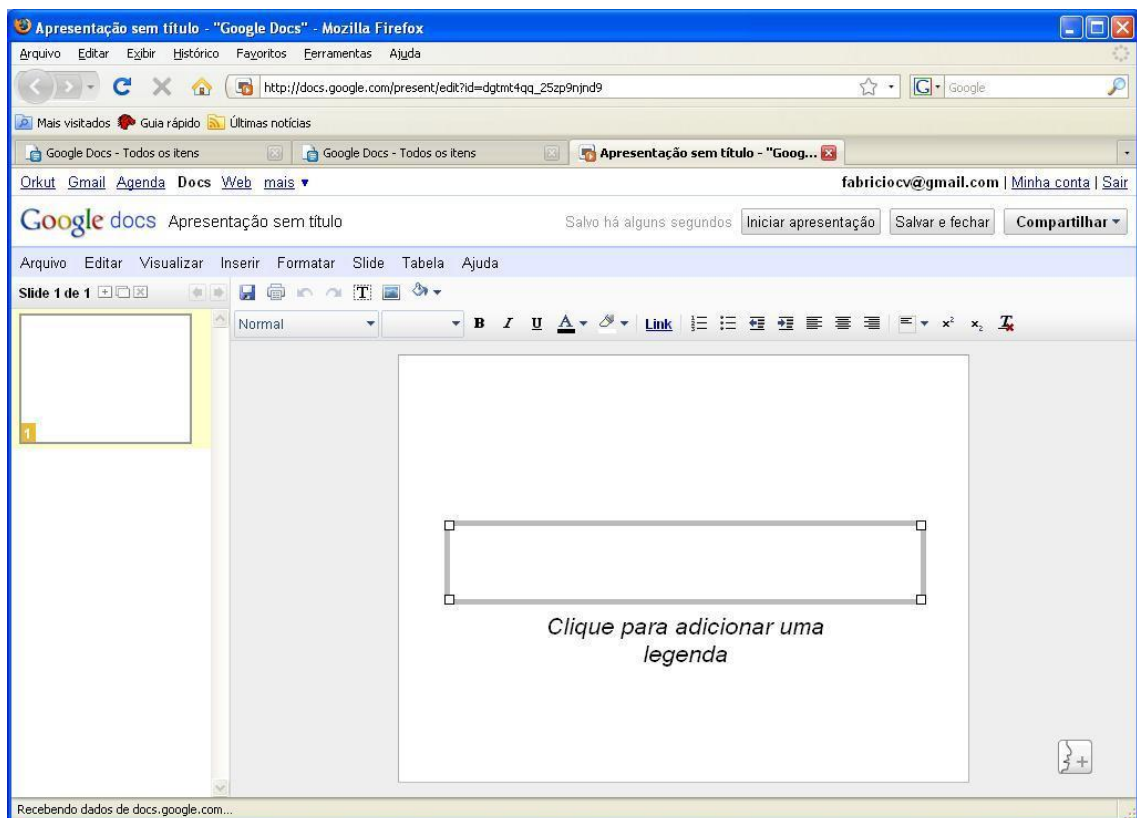 Apresentação sem título - "Google Docs" - Mozilla Firefox
Arquivo Editar Exibir Histórico Favoritos Ferramentas Ajuda
http://docs.google.com/present/edit?id=dgtmt4qq_25zp9njnd9 G Google
Mais visitados Guia rápido Últimas notícias
Google Docs - Todos os itens Google Docs - Todos os itens Apresentação sem título - "Goog...
Orkut Gmail Agenda Docs Web mais ▼ fabriciocv@gmail.com | Minha conta | Sair
Google docs Apresentação sem título Salvo há alguns segundos Iniciar apresentação Salvar e fechar Compartilhar
Arquivo Editar Visualizar Inserir Formatar Slide Tabela Ajuda
Slide 1 de 1 T
Normal B I U A Link x² x₂ T
1
Clique para adicionar uma
legenda
Recebendo dados de docs.google.com...